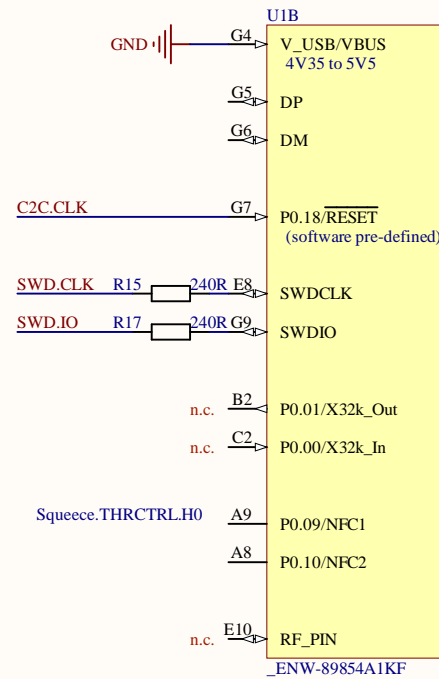 U1B
GND G4 V_USB/VBUS
4V35 to 5V5
G5 DP
G6 DM
C2C.CLK G7 P0.18/RESET
(software pre-defined)
SWD.CLK R15 240R E8 SWDCLK
SWD.IO R17 240R G9 SWDIO
n.c. B2 P0.01/X32k_Out
n.c. C2 P0.00/X32k_In
Squeece.THRCTRL.H0 A9 P0.09/NFC1
A8 P0.10/NFC2
n.c. E10 RF_PIN
_ENW-89854A1KF